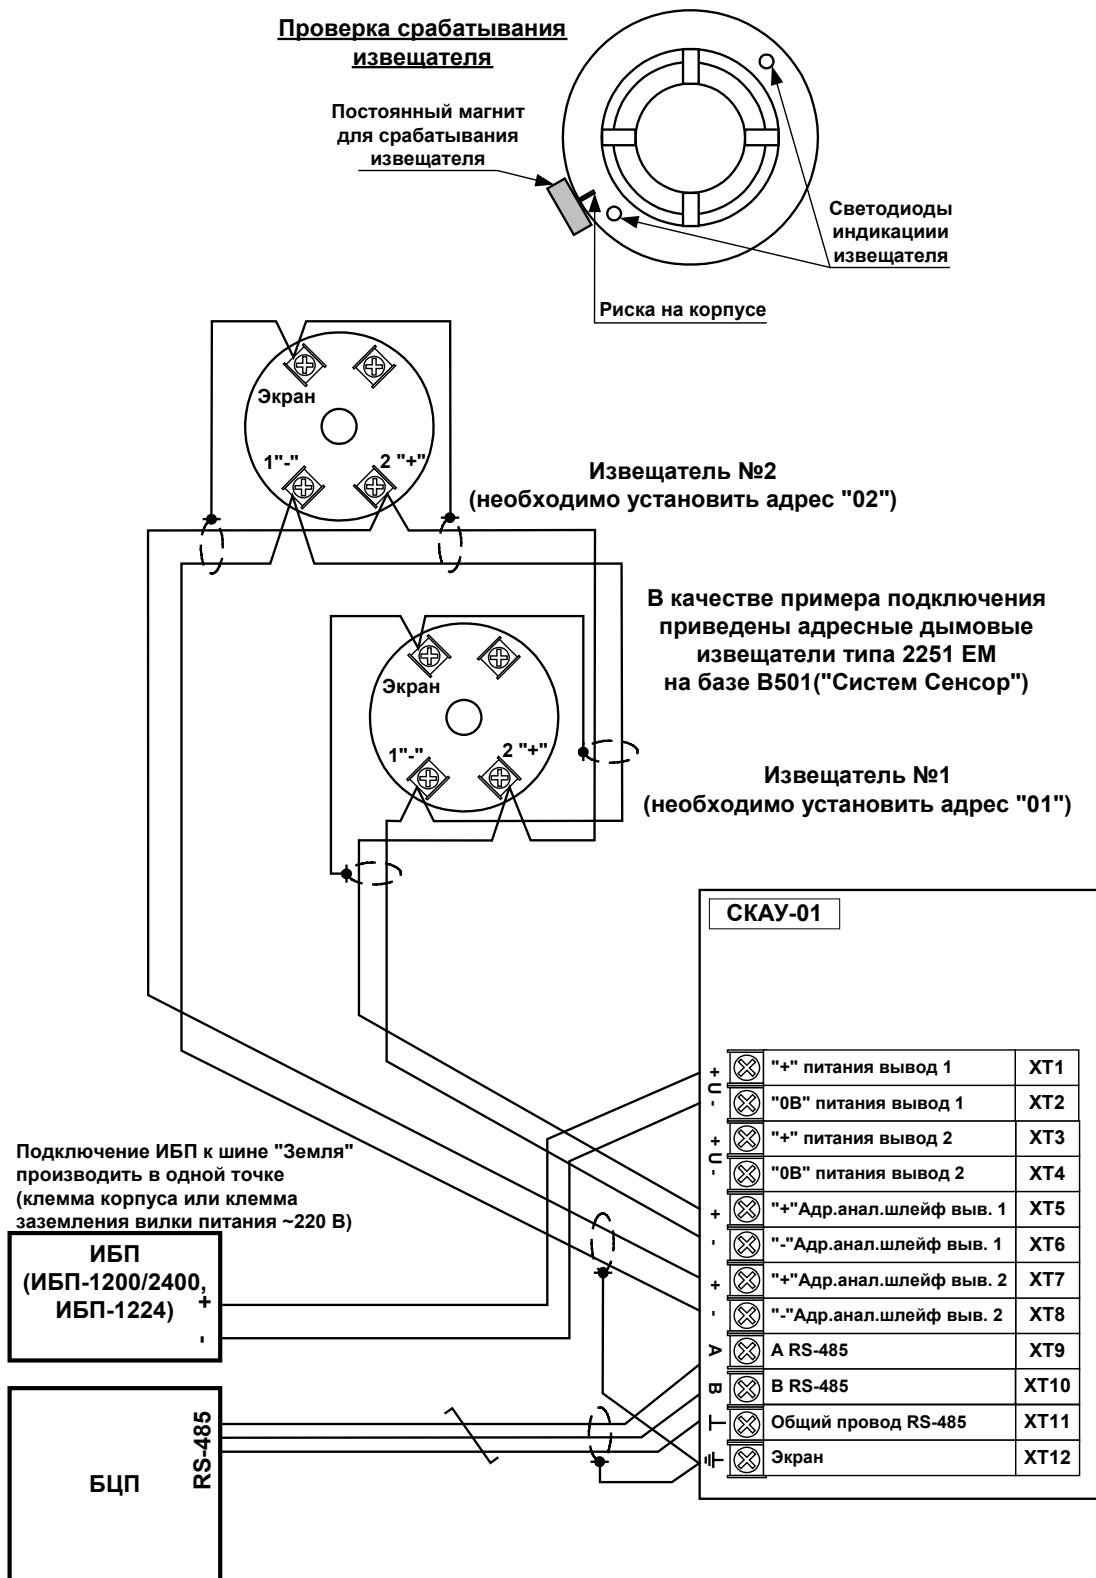 Проверка срабатывания
извещателя
Постоянный магнит
для срабатывания
извещателя
Светодиоды
индикациии
извещателя
Риска на корпусе
Экран
1"-"
2 "+"
Извещатель №2
(необходимо установить адрес "02")
В качестве примера подключения
приведены адресные дымовые
извещатели типа 2251 ЕМ
на базе В501("Систем Сенсор")
Экран
1"-"
2 "+"
Извещатель №1
(необходимо установить адрес "01")
СКАУ-01
+ U -
"+" питания вывод 1 XT1
"0В" питания вывод 1 XT2
+ U -
"+" питания вывод 2 XT3
"0В" питания вывод 2 XT4
+ "+"Адр.анал.шлейф выв. 1 XT5
- "-"Адр.анал.шлейф выв. 1 XT6
+ "+"Адр.анал.шлейф выв. 2 XT7
- "-"Адр.анал.шлейф выв. 2 XT8
A A RS-485 XT9
B B RS-485 XT10
Общий провод RS-485 XT11
Экран XT12
Подключение ИБП к шине "Земля"
производить в одной точке
(клемма корпуса или клемма
заземления вилки питания ~220 В)
ИБП
(ИБП-1200/2400,
ИБП-1224)
+
-
БЦП
RS-485